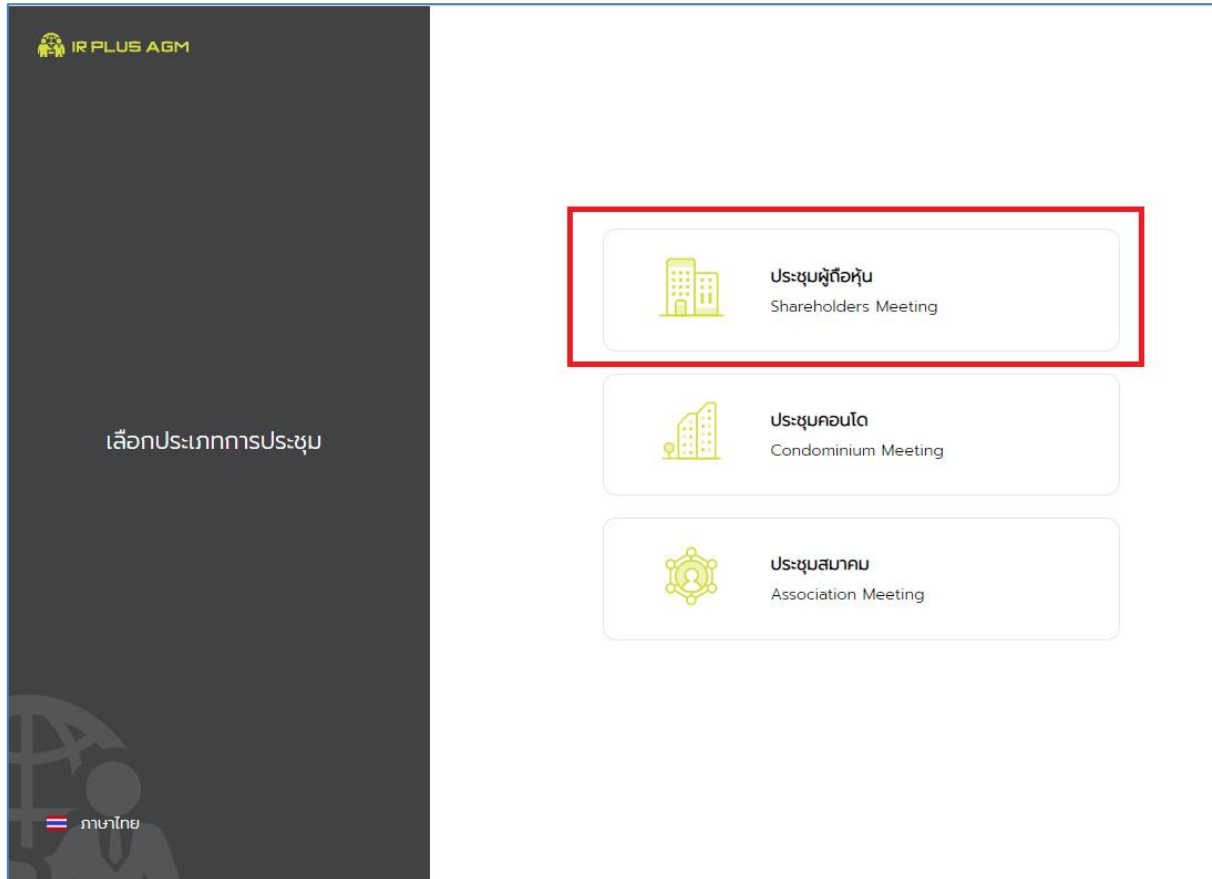 IR PLUS AGM
เลือกประเภทการประชุม
ภาษาไทย
ประชุมผู้ถือหุ้น
Shareholders Meeting
ประชุมคอนโด
Condominium Meeting
ประชุมสมาคม
Association Meeting